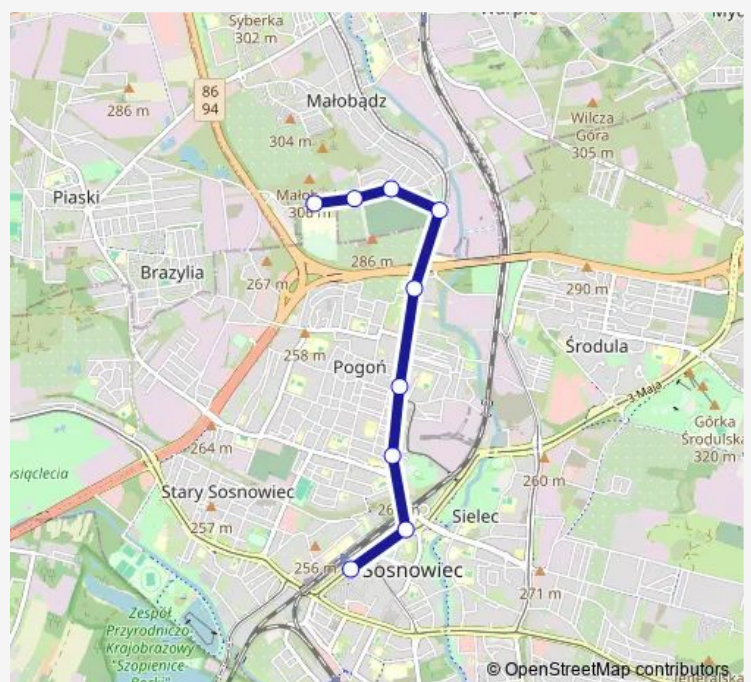 Syberka
302 m
Małobądz
86
94
286 m
304 m
Wilcza
Góra
305 m
Piaski
286 m
Brazylia
267 m
290 m
258 m
Środula
Pogoń
3 Maja
Górka
Środulska
320 m
264 m
Stary Sosnowiec
260 m
257 m
Sielec
256 m
Sosnowiec
271 m
Zespół
Przyrodniczo
Krajobrazowy
"Szopienice
© OpenStreetMap contributors